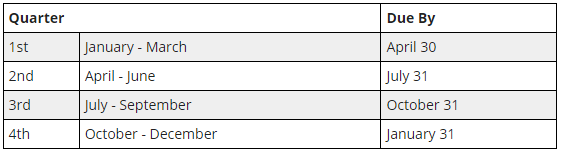 Quarter Due By
1st January - March April 30
2nd April - June July 31
3rd July - September October 31
4th October - December January 31